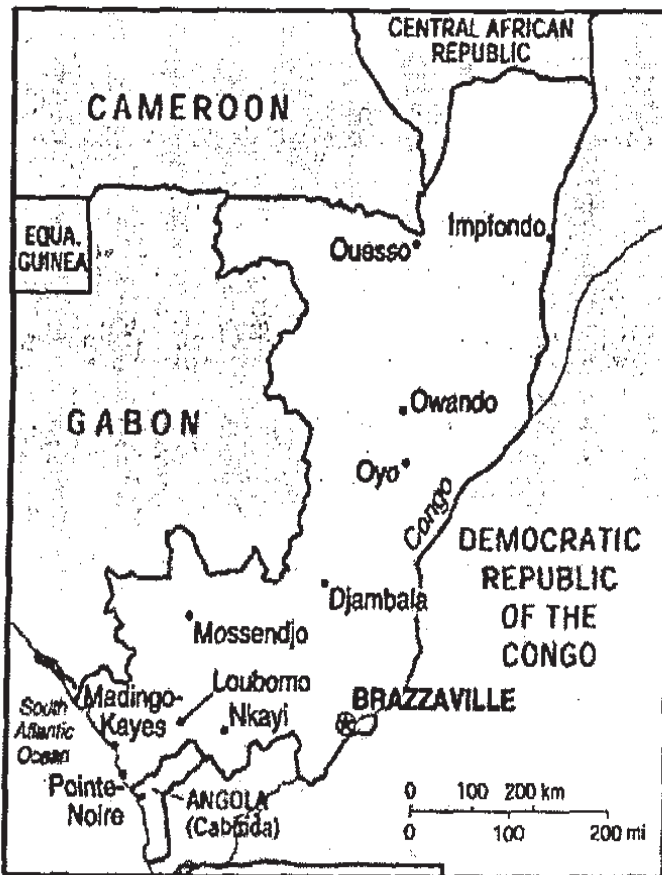 CENTRAL AFRICAN
REPUBLIC
CAMEROON
EQUA.
GUINEA
Ouesso
Impfondo
GABON
Owando
Oyo
Congo
DEMOCRATIC
REPUBLIC
OF THE
CONGO
Djambala
Mossendjo
Loubomo
Madingo-
Kayes
Nkayi
BRAZZAVILLE
South
Atlantic
Ocean
Pointe-
Noire
ANGOLA
(Cabinda)
0 100 200 km
0 100 200 mi